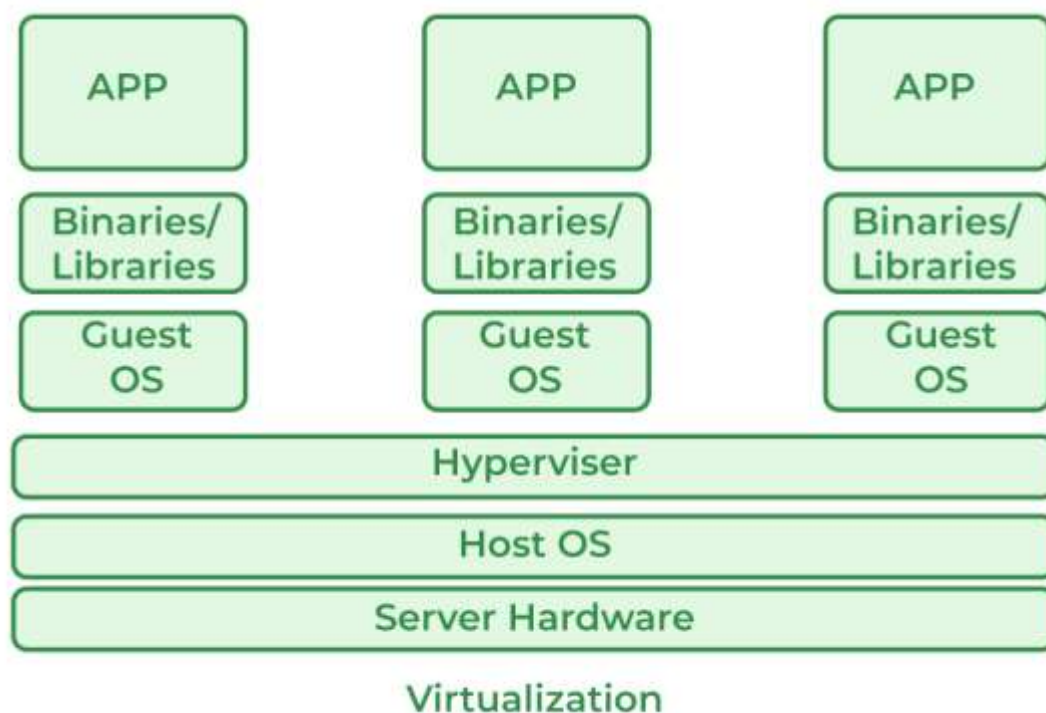 APP
APP
APP
Binaries/
Libraries
Binaries/
Libraries
Binaries/
Libraries
Guest
OS
Guest
OS
Guest
OS
Hyperviser
Host OS
Server Hardware
Virtualization